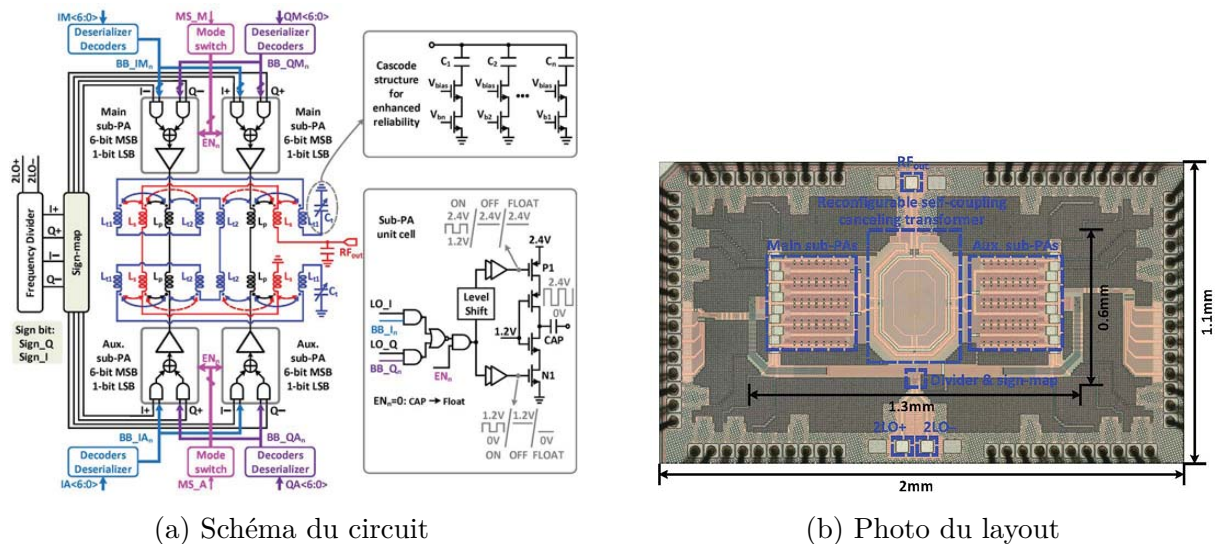 IM<6:0>
MS_M
QM<6:0>
Deserializer
Decoders
Mode
switch
Deserializer
Decoders
BB_IMn
BB_QMn
I−
Q−
I+
Q+
Main
sub-PA
6-bit MSB
1-bit LSB
Main
sub-PA
6-bit MSB
1-bit LSB
ENn
2LO+
2LO−
Frequency Divider
I+
Q+
I−
Q−
Sign-map
Sign bit:
Sign_Q
Sign_I
Lt1
Ls
Lp
Lt2
Lt2
Lp
Ls
Lt1
Ct
RFout
Lt1
Ls
Lp
Lt2
Lt2
Lp
Ls
Lt1
Ct
Aux.
sub-PA
6-bit MSB
1-bit LSB
Aux.
sub-PA
6-bit MSB
1-bit LSB
ENn
I+
Q+
I−
Q−
BB_IAn
BB_QAn
Decoders
Deserializer
Mode
switch
Decoders
Deserializer
IA<6:0>
MS_A
QA<6:0>
Cascode
structure
for
enhanced
reliability
C1
C2
Cn
Vbias
Vbias
Vbias
Vbn
Vb2
Vb1
Sub-PA
unit cell
ON OFF FLOAT
2.4V
2.4V
2.4V
1.2V
2.4V
P1
2.4V
0V
Level
Shift
LO_I
BB_In
LO_Q
BB_Qn
ENn
1.2V
CAP
N1
ENn=0: CAP → Float
1.2V
1.2V
0V
0V
ON OFF FLOAT
RFout
Reconfigurable self-coupling
canceling transformer
Main sub-PAs
Aux. sub-PAs
0.6mm
1.1mm
Divider & sign-map
1.3mm
2LO+
2LO−
2mm
(a) Schéma du circuit
(b) Photo du layout